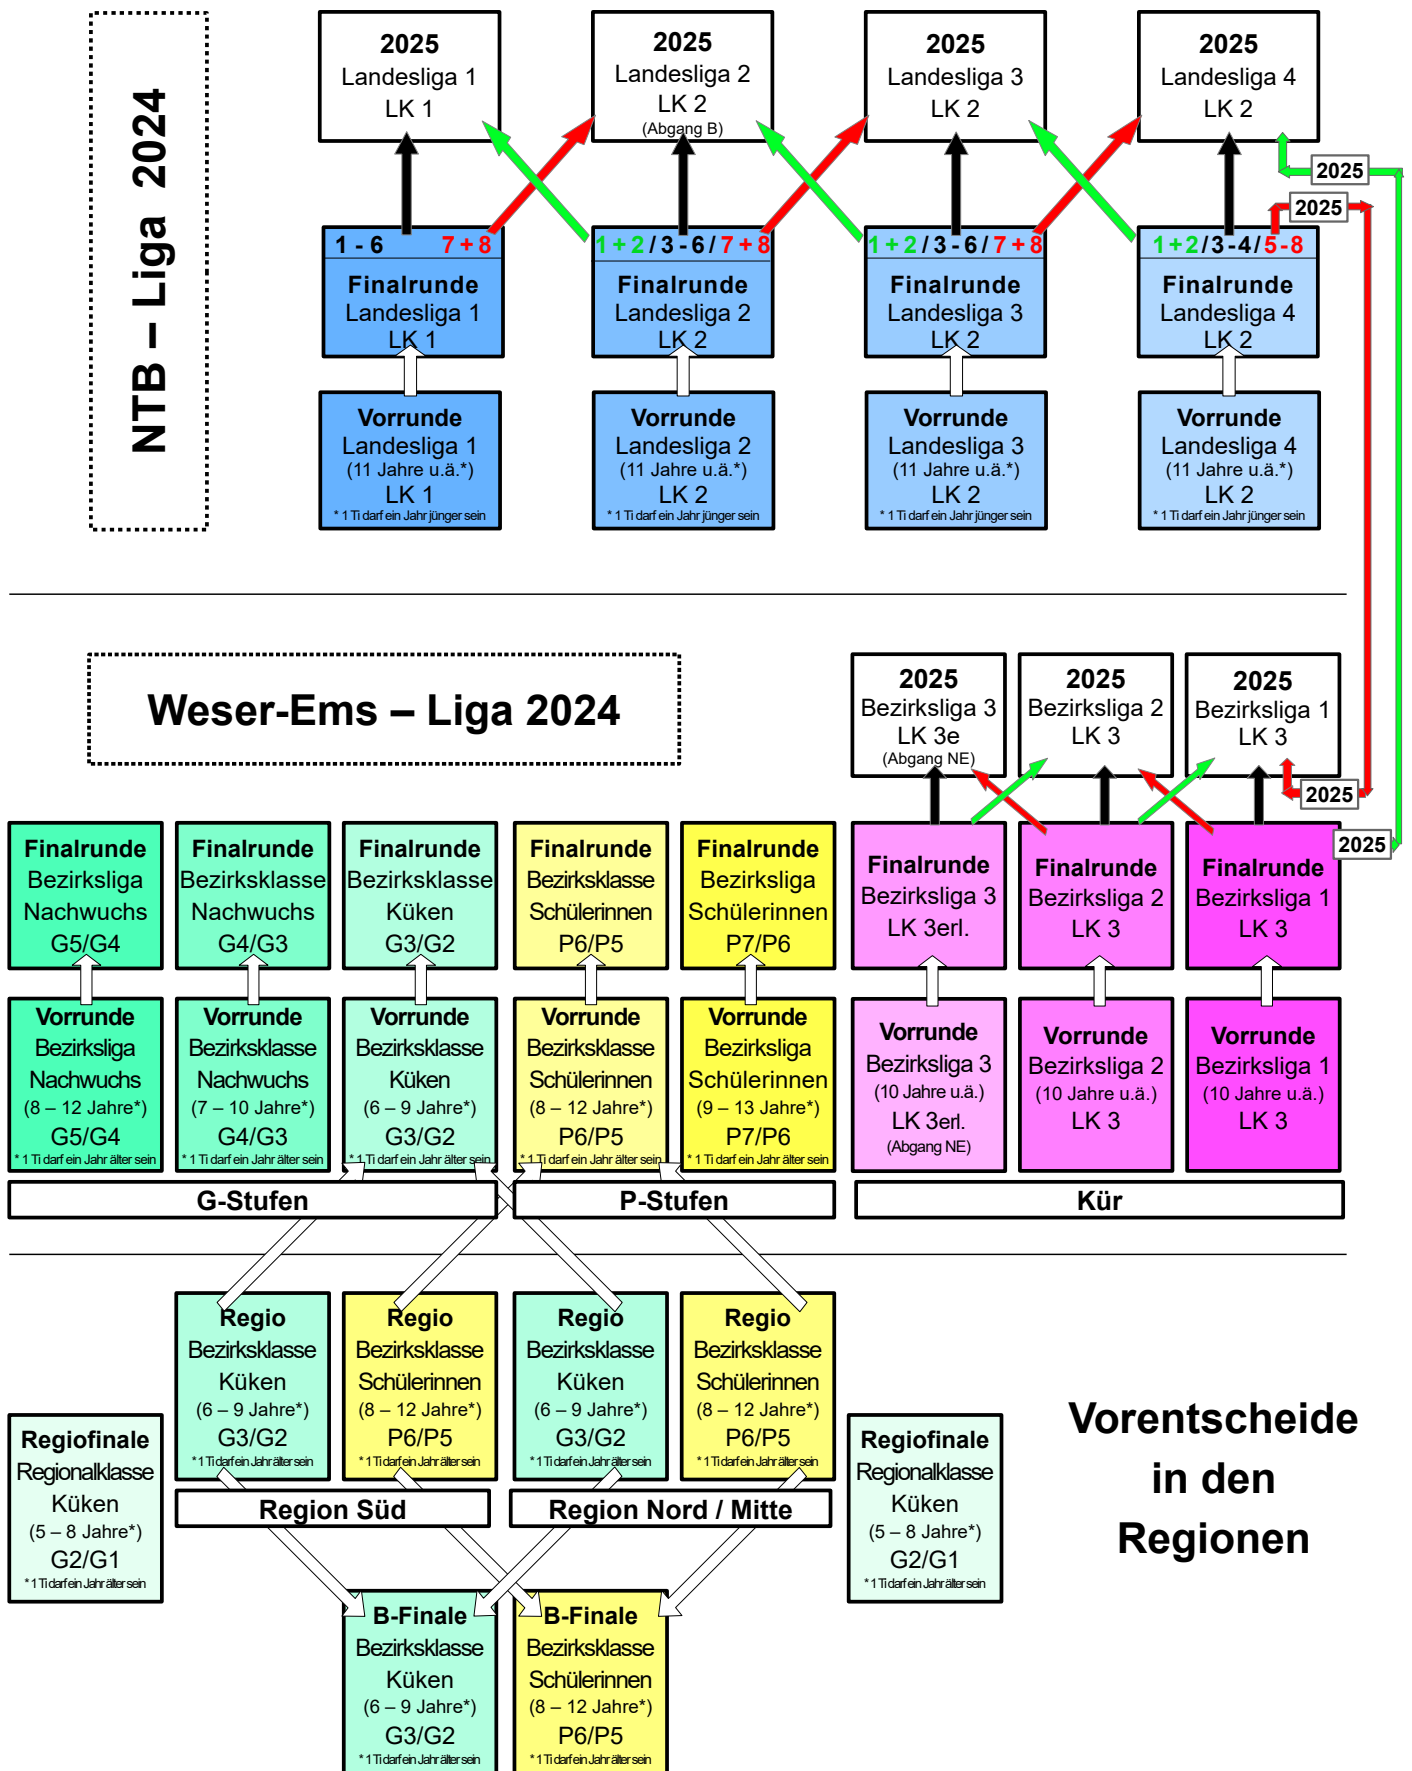 NTB – Liga 2024
2025
Landesliga 1
LK 1
2025
Landesliga 2
LK 2
(Abgang B)
2025
Landesliga 3
LK 2
2025
Landesliga 4
LK 2
2025
2025
1 - 6 7 + 8
Finalrunde
Landesliga 1
LK 1
1 + 2 / 3 - 6 / 7 + 8
Finalrunde
Landesliga 2
LK 2
1 + 2 / 3 - 6 / 7 + 8
Finalrunde
Landesliga 3
LK 2
1 + 2 / 3 - 4 / 5 - 8
Finalrunde
Landesliga 4
LK 2
Vorrunde
Landesliga 1
(11 Jahre u.ä.*)
LK 1
* 1 Ti darf ein Jahr jünger sein
Vorrunde
Landesliga 2
(11 Jahre u.ä.*)
LK 2
* 1 Ti darf ein Jahr jünger sein
Vorrunde
Landesliga 3
(11 Jahre u.ä.*)
LK 2
* 1 Ti darf ein Jahr jünger sein
Vorrunde
Landesliga 4
(11 Jahre u.ä.*)
LK 2
* 1 Ti darf ein Jahr jünger sein
Weser-Ems – Liga 2024
2025
Bezirksliga 3
LK 3e
(Abgang NE)
2025
Bezirksliga 2
LK 3
2025
Bezirksliga 1
LK 3
2025
2025
Finalrunde
Bezirksliga
Nachwuchs
G5/G4
Finalrunde
Bezirksklasse
Nachwuchs
G4/G3
Finalrunde
Bezirksklasse
Küken
G3/G2
Finalrunde
Bezirksklasse
Schülerinnen
P6/P5
Finalrunde
Bezirksliga
Schülerinnen
P7/P6
Finalrunde
Bezirksliga 3
LK 3erl.
Finalrunde
Bezirksliga 2
LK 3
Finalrunde
Bezirksliga 1
LK 3
Vorrunde
Bezirksliga
Nachwuchs
(8 – 12 Jahre*)
G5/G4
* 1 Ti darf ein Jahr älter sein
Vorrunde
Bezirksklasse
Nachwuchs
(7 – 10 Jahre*)
G4/G3
* 1 Ti darf ein Jahr älter sein
Vorrunde
Bezirksklasse
Küken
(6 – 9 Jahre*)
G3/G2
* 1 Ti darf ein Jahr älter sein
Vorrunde
Bezirksklasse
Schülerinnen
(8 – 12 Jahre*)
P6/P5
* 1 Ti darf ein Jahr älter sein
Vorrunde
Bezirksliga
Schülerinnen
(9 – 13 Jahre*)
P7/P6
* 1 Ti darf ein Jahr älter sein
Vorrunde
Bezirksliga 3
(10 Jahre u.ä.)
LK 3erl.
(Abgang NE)
Vorrunde
Bezirksliga 2
(10 Jahre u.ä.)
LK 3
Vorrunde
Bezirksliga 1
(10 Jahre u.ä.)
LK 3
G-Stufen
P-Stufen
Kür
Regio
Bezirksklasse
Küken
(6 – 9 Jahre*)
G3/G2
* 1 Ti darf ein Jahr älter sein
Regio
Bezirksklasse
Schülerinnen
(8 – 12 Jahre*)
P6/P5
* 1 Ti darf ein Jahr älter sein
Regio
Bezirksklasse
Küken
(6 – 9 Jahre*)
G3/G2
* 1 Ti darf ein Jahr älter sein
Regio
Bezirksklasse
Schülerinnen
(8 – 12 Jahre*)
P6/P5
* 1 Ti darf ein Jahr älter sein
Regiofinale
Regionalklasse
Küken
(5 – 8 Jahre*)
G2/G1
* 1 Ti darf ein Jahr älter sein
Region Süd
Region Nord / Mitte
Regiofinale
Regionalklasse
Küken
(5 – 8 Jahre*)
G2/G1
* 1 Ti darf ein Jahr älter sein
Vorentscheide
in den
Regionen
B-Finale
Bezirksklasse
Küken
(6 – 9 Jahre*)
G3/G2
* 1 Ti darf ein Jahr älter sein
B-Finale
Bezirksklasse
Schülerinnen
(8 – 12 Jahre*)
P6/P5
* 1 Ti darf ein Jahr älter sein